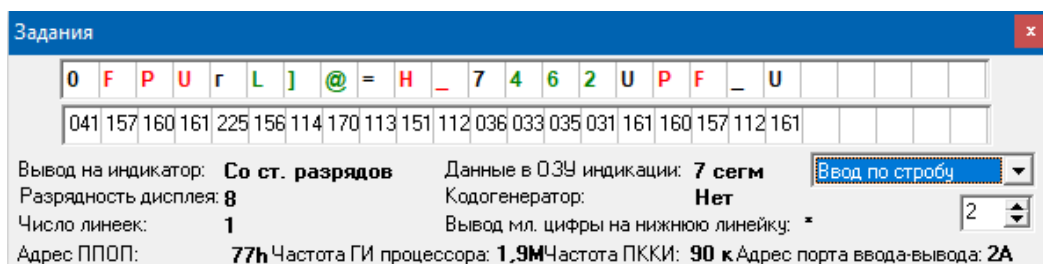 Задания x
0 F P U г L ] @ = H _ 7 4 6 2 U P F _ U
041 157 160 161 225 156 114 170 113 151 112 036 033 035 031 161 160 157 112 161
Вывод на индикатор: Со ст. разрядов Данные в ОЗУ индикации: 7 сегм Ввод по стробу
Разрядность дисплея: 8 Кодогенератор: Нет 2
Число линеек: 1 Вывод мл. цифры на нижнюю линейку: *
Адрес ППОП: 77h Частота ГИ процессора: 1,9М Частота ПККИ: 90 к Адрес порта ввода-вывода: 2A